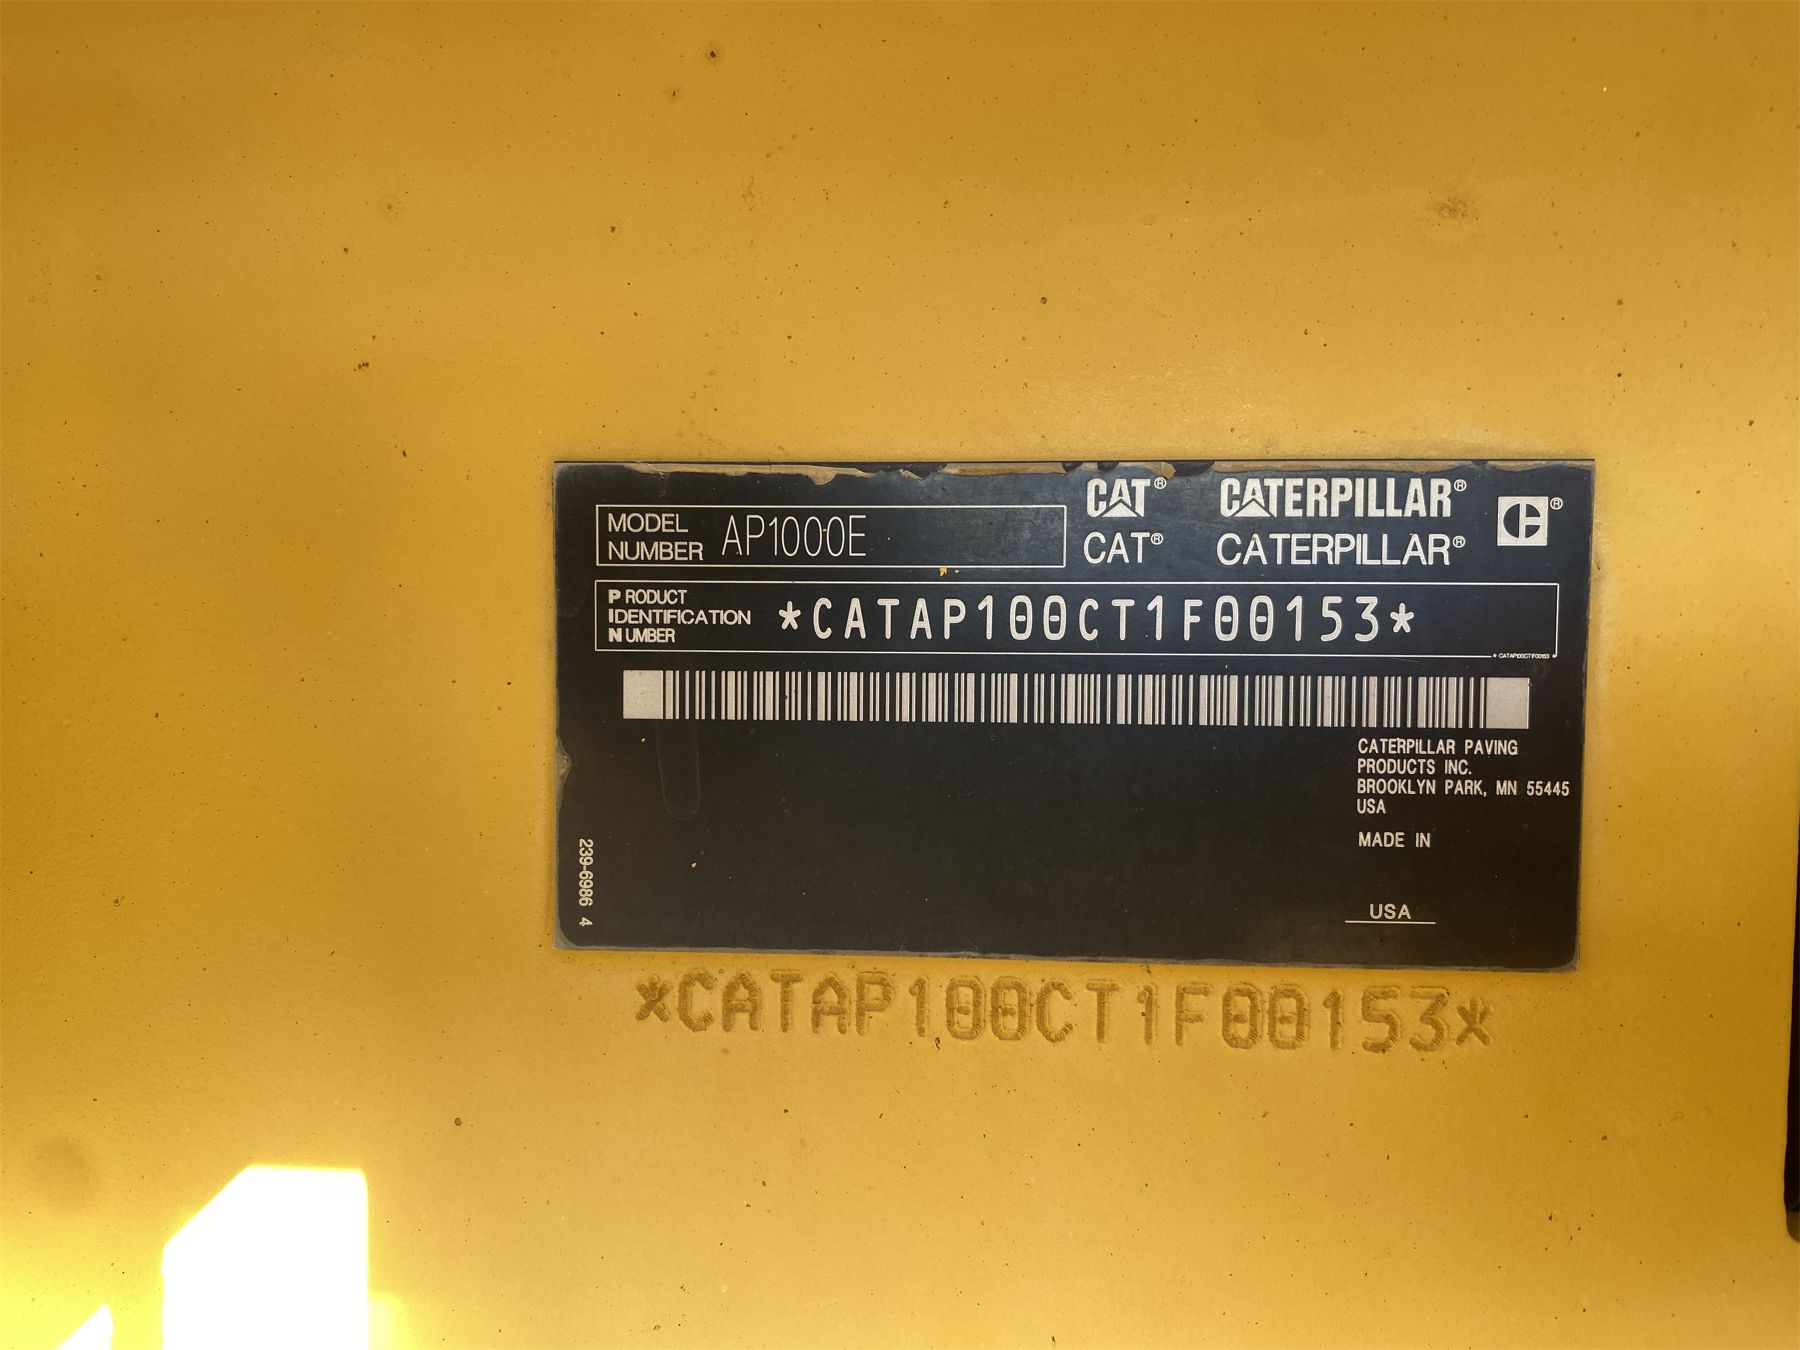 MODEL NUMBER AP1000E
CAT® CATERPILLAR®
CAT® CATERPILLAR®
PRODUCT IDENTIFICATION NUMBER *CATAP100CT1F00153*
*CATAP100CT1F00153*
CATERPILLAR PAVING
PRODUCTS INC.
BROOKLYN PARK, MN 55445
USA
MADE IN
USA
239-6986 4
*CATAP100CT1F00153*